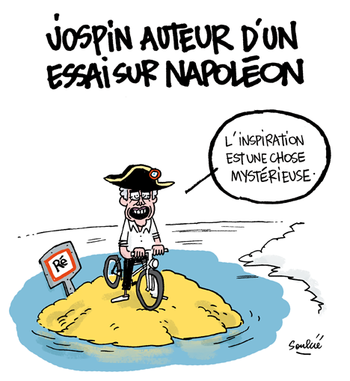 JOSPIN AUTEUR D'UN
ESSAI SUR NAPOLÉON
L'INSPIRATION
EST UNE CHOSE
MYSTÉRIEUSE.
Ré
Soulcié